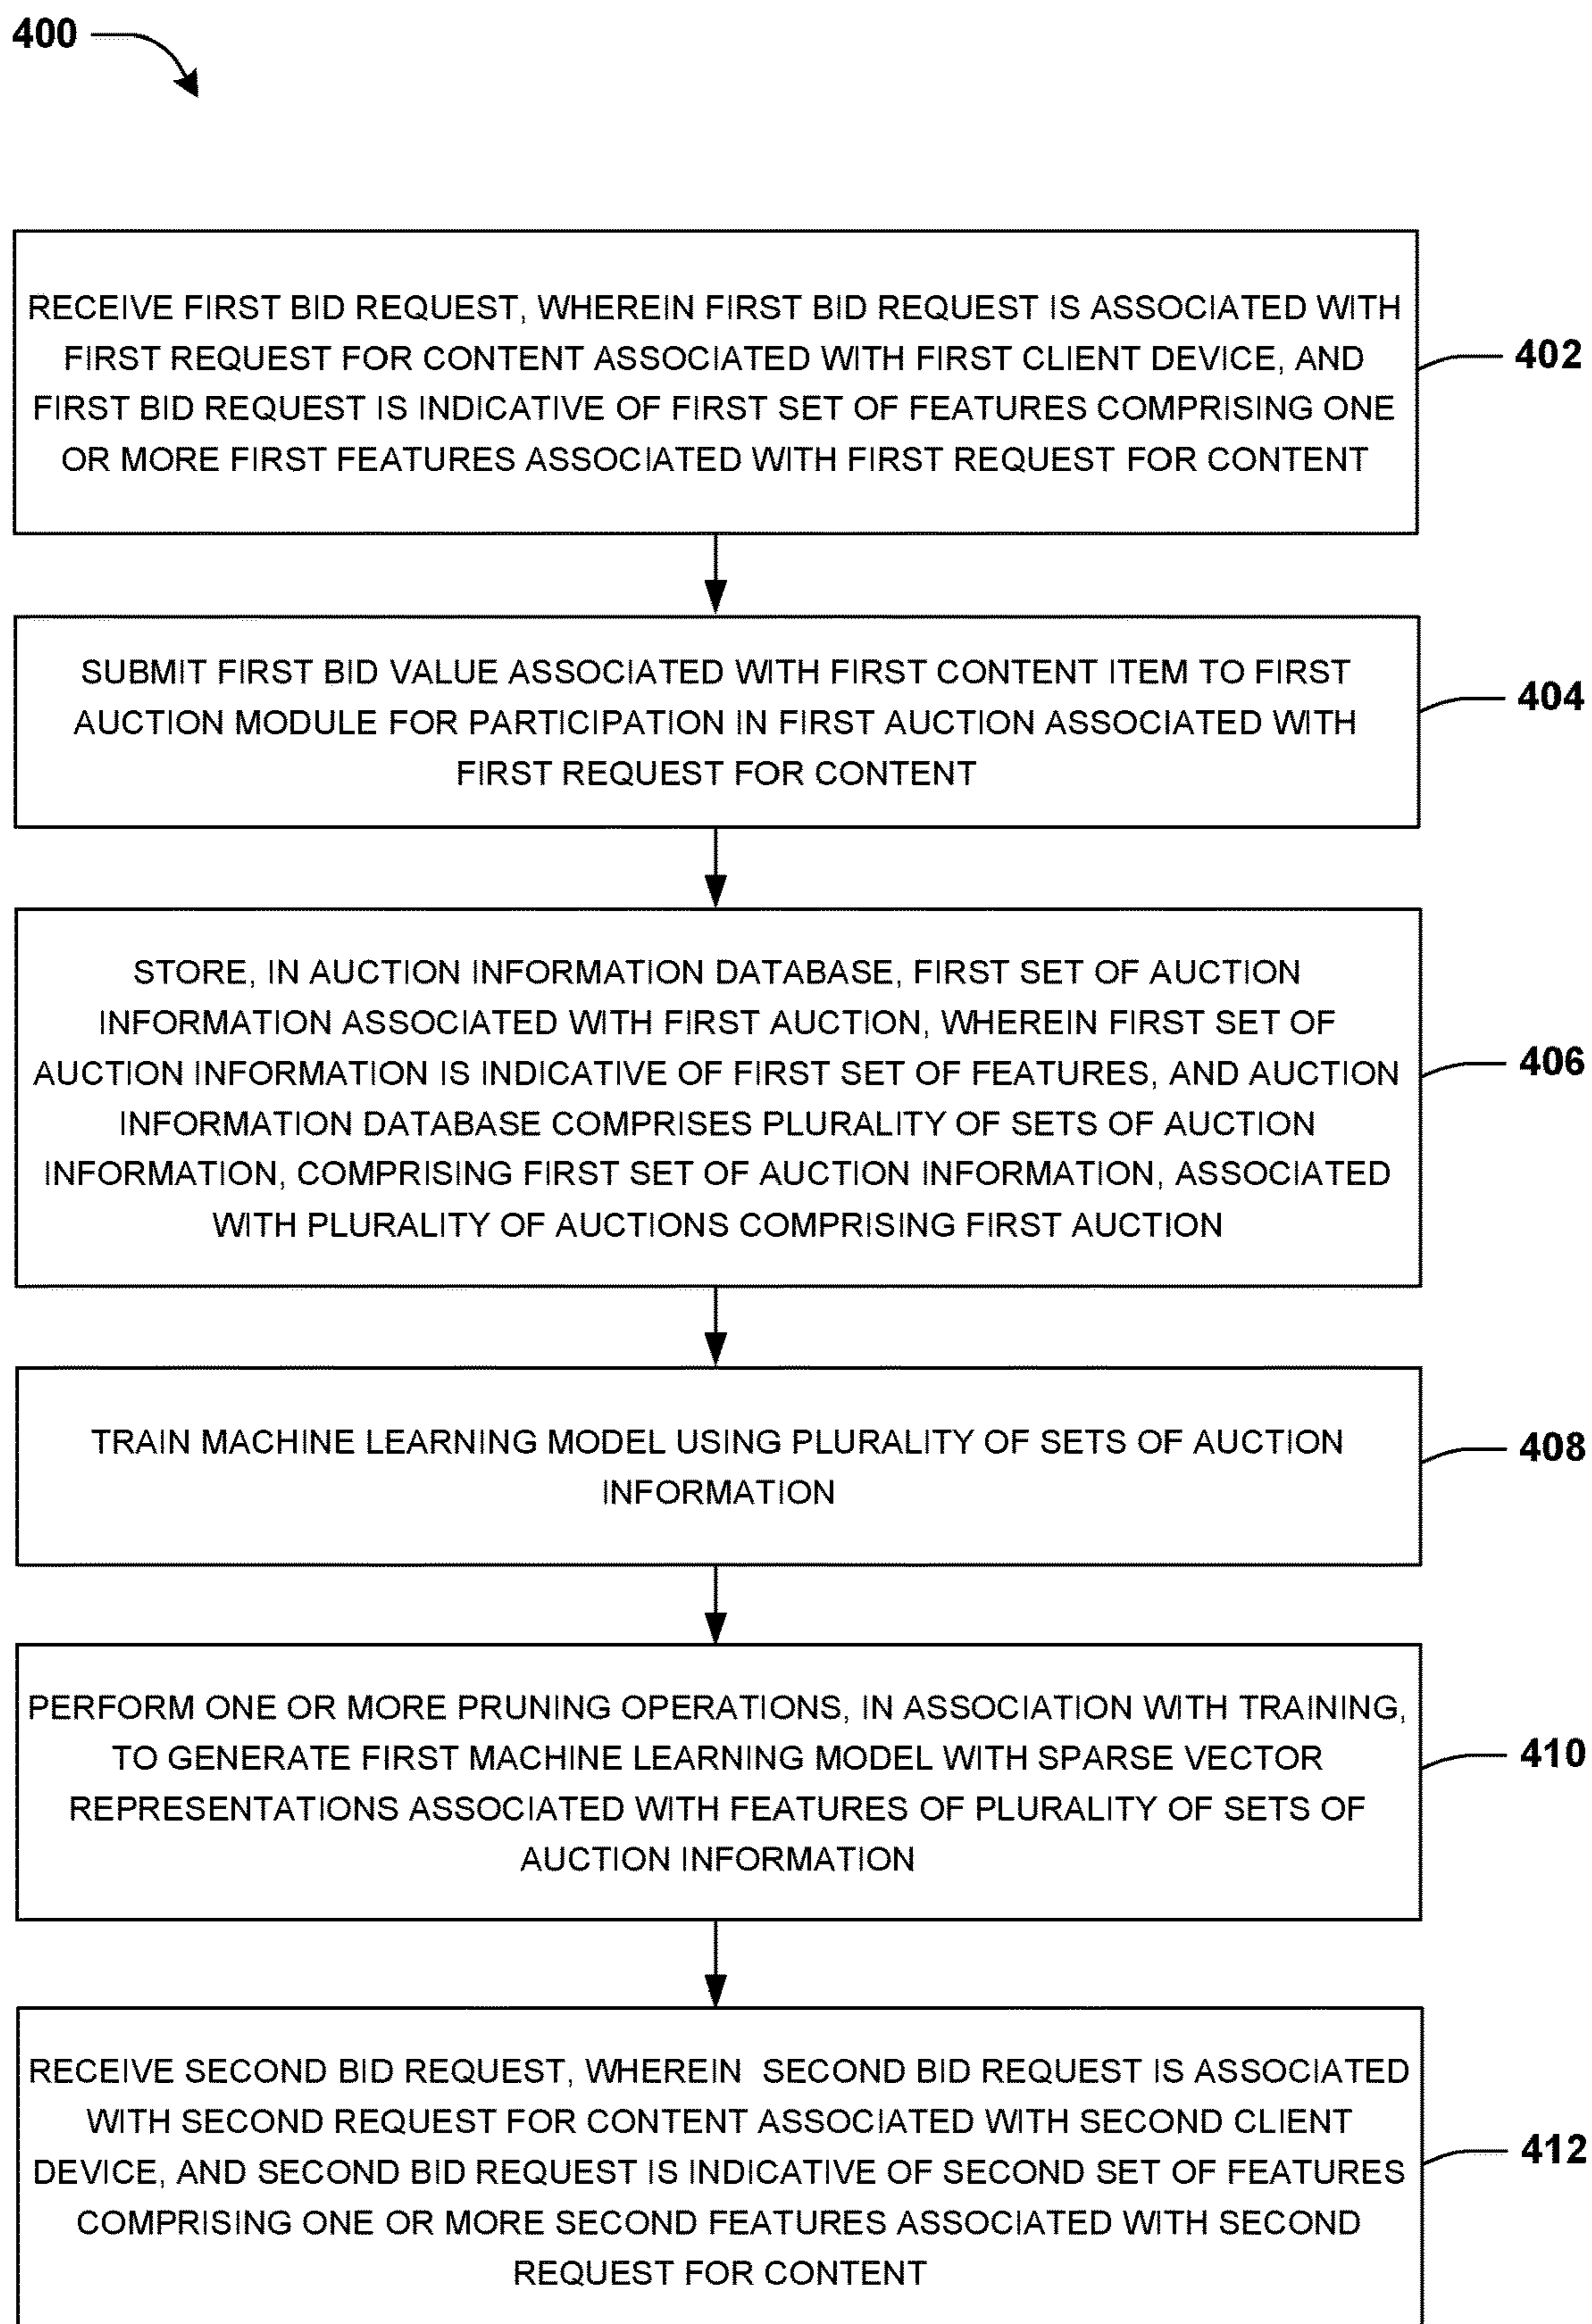 400
RECEIVE FIRST BID REQUEST, WHEREIN FIRST BID REQUEST IS ASSOCIATED WITH
FIRST REQUEST FOR CONTENT ASSOCIATED WITH FIRST CLIENT DEVICE, AND
FIRST BID REQUEST IS INDICATIVE OF FIRST SET OF FEATURES COMPRISING ONE
OR MORE FIRST FEATURES ASSOCIATED WITH FIRST REQUEST FOR CONTENT
402
SUBMIT FIRST BID VALUE ASSOCIATED WITH FIRST CONTENT ITEM TO FIRST
AUCTION MODULE FOR PARTICIPATION IN FIRST AUCTION ASSOCIATED WITH
FIRST REQUEST FOR CONTENT
404
STORE, IN AUCTION INFORMATION DATABASE, FIRST SET OF AUCTION
INFORMATION ASSOCIATED WITH FIRST AUCTION, WHEREIN FIRST SET OF
AUCTION INFORMATION IS INDICATIVE OF FIRST SET OF FEATURES, AND AUCTION
INFORMATION DATABASE COMPRISES PLURALITY OF SETS OF AUCTION
INFORMATION, COMPRISING FIRST SET OF AUCTION INFORMATION, ASSOCIATED
WITH PLURALITY OF AUCTIONS COMPRISING FIRST AUCTION
406
TRAIN MACHINE LEARNING MODEL USING PLURALITY OF SETS OF AUCTION
INFORMATION
408
PERFORM ONE OR MORE PRUNING OPERATIONS, IN ASSOCIATION WITH TRAINING,
TO GENERATE FIRST MACHINE LEARNING MODEL WITH SPARSE VECTOR
REPRESENTATIONS ASSOCIATED WITH FEATURES OF PLURALITY OF SETS OF
AUCTION INFORMATION
410
RECEIVE SECOND BID REQUEST, WHEREIN SECOND BID REQUEST IS ASSOCIATED
WITH SECOND REQUEST FOR CONTENT ASSOCIATED WITH SECOND CLIENT
DEVICE, AND SECOND BID REQUEST IS INDICATIVE OF SECOND SET OF FEATURES
COMPRISING ONE OR MORE SECOND FEATURES ASSOCIATED WITH SECOND
REQUEST FOR CONTENT
412